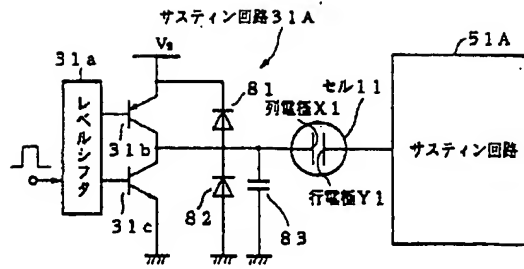 サスティン回路31A
V₂
31a
レベルシフタ
31b
31c
81
82
83
列電極X1
セル11
行電極Y1
51A
サスティン回路